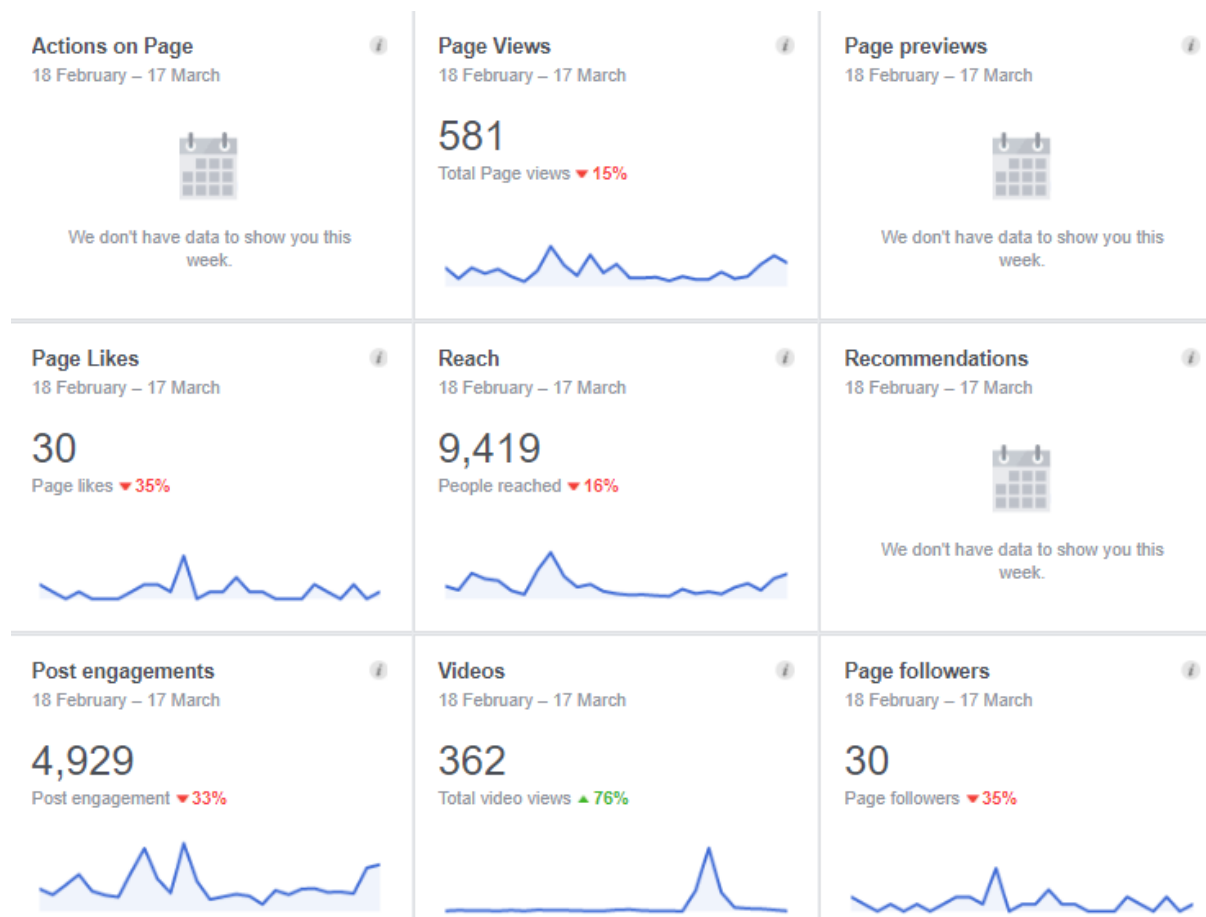 Actions on Page
18 February – 17 March
We don't have data to show you this
week.
Page Views
18 February – 17 March
581
Total Page views ▼ 15%
Page previews
18 February – 17 March
We don't have data to show you this
week.
Page Likes
18 February – 17 March
30
Page likes ▼ 35%
Reach
18 February – 17 March
9,419
People reached ▼ 16%
Recommendations
18 February – 17 March
We don't have data to show you this
week.
Post engagements
18 February – 17 March
4,929
Post engagement ▼ 33%
Videos
18 February – 17 March
362
Total video views ▲ 76%
Page followers
18 February – 17 March
30
Page followers ▼ 35%